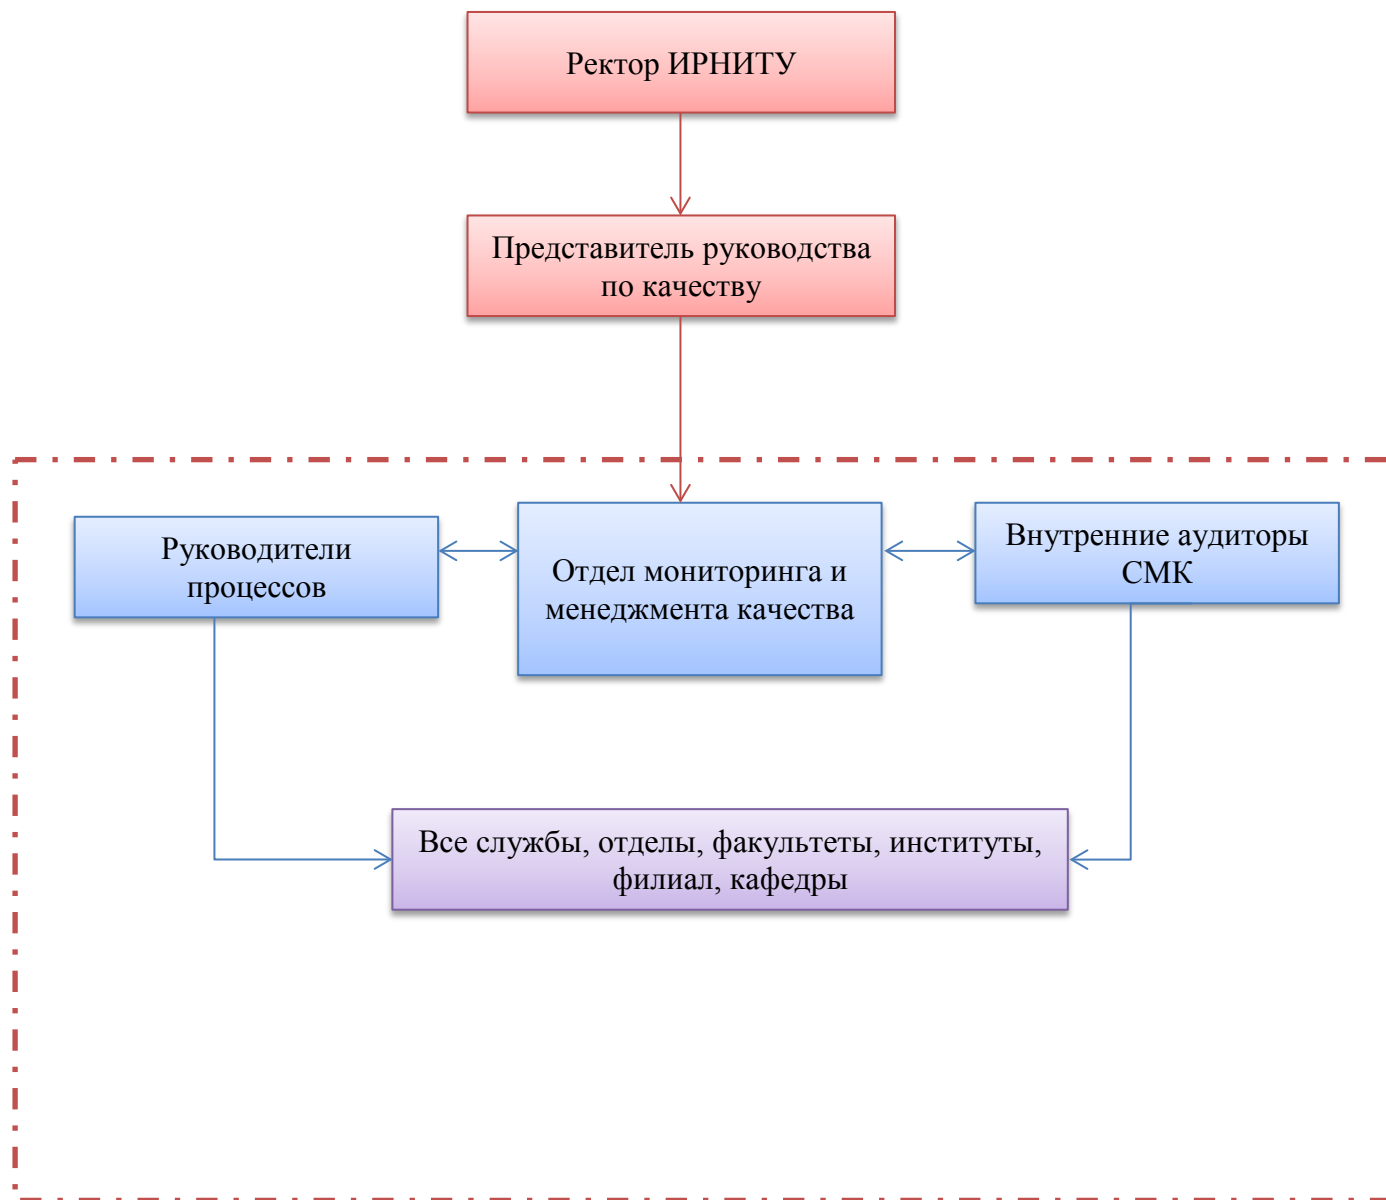 Ректор ИРНИТУ
Представитель руководства
по качеству
Руководители
процессов
Отдел мониторинга и
менеджмента качества
Внутренние аудиторы
СМК
Все службы, отделы, факультеты, институты,
филиал, кафедры